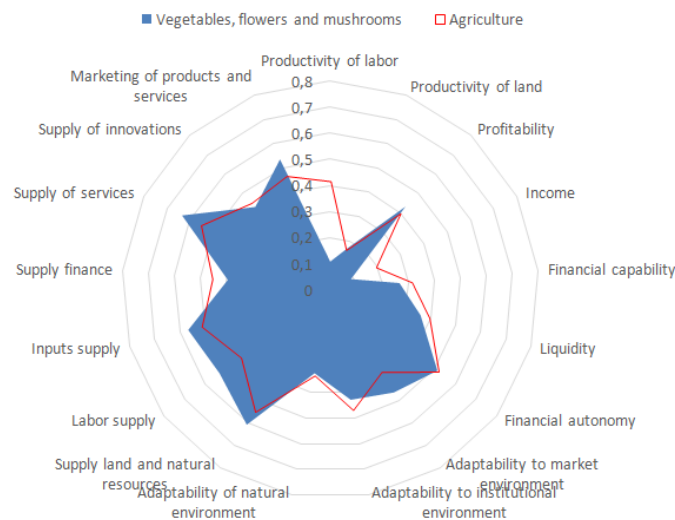 Vegetables, flowers and mushrooms
Agriculture
Productivity of labor
Marketing of products and
services
Productivity of land
Supply of innovations
Profitability
Supply of services
Income
Supply finance
Financial capability
Inputs supply
Liquidity
Labor supply
Financial autonomy
Supply land and natural
resources
Adaptability to market
environment
Adaptability of natural
environment
Adaptability to institutional
environment
0,8
0,7
0,6
0,5
0,4
0,3
0,2
0,1
0